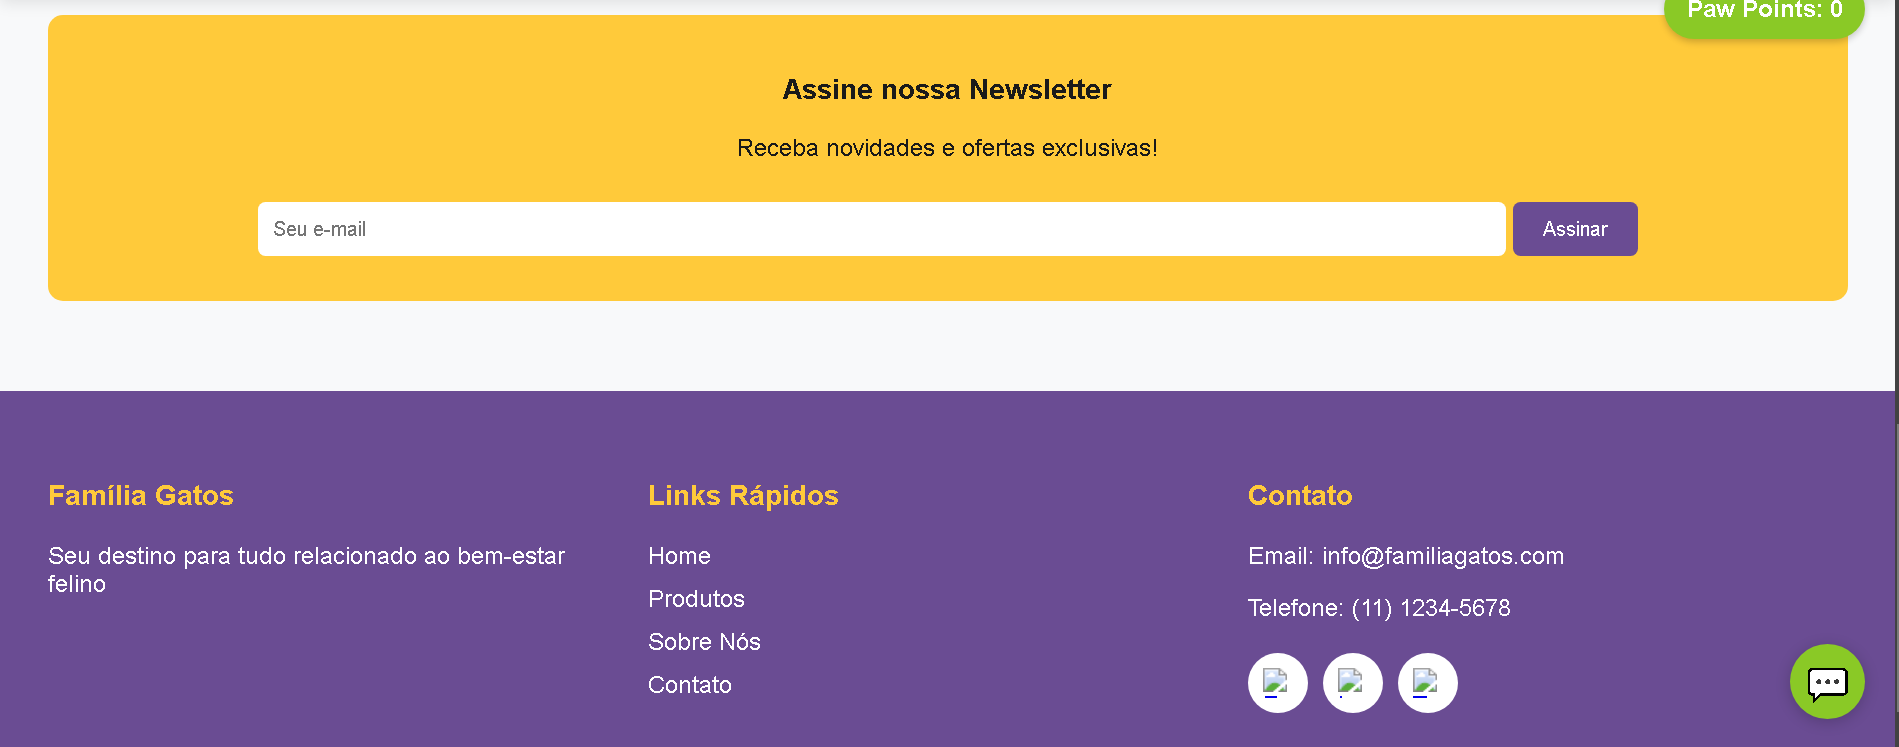 Paw Points: 0
Assine nossa Newsletter
Receba novidades e ofertas exclusivas!
Seu e-mail
Assinar
Família Gatos
Seu destino para tudo relacionado ao bem-estar
felino
Links Rápidos
Home
Produtos
Sobre Nós
Contato
Contato
Email: info@familiagatos.com
Telefone: (11) 1234-5678